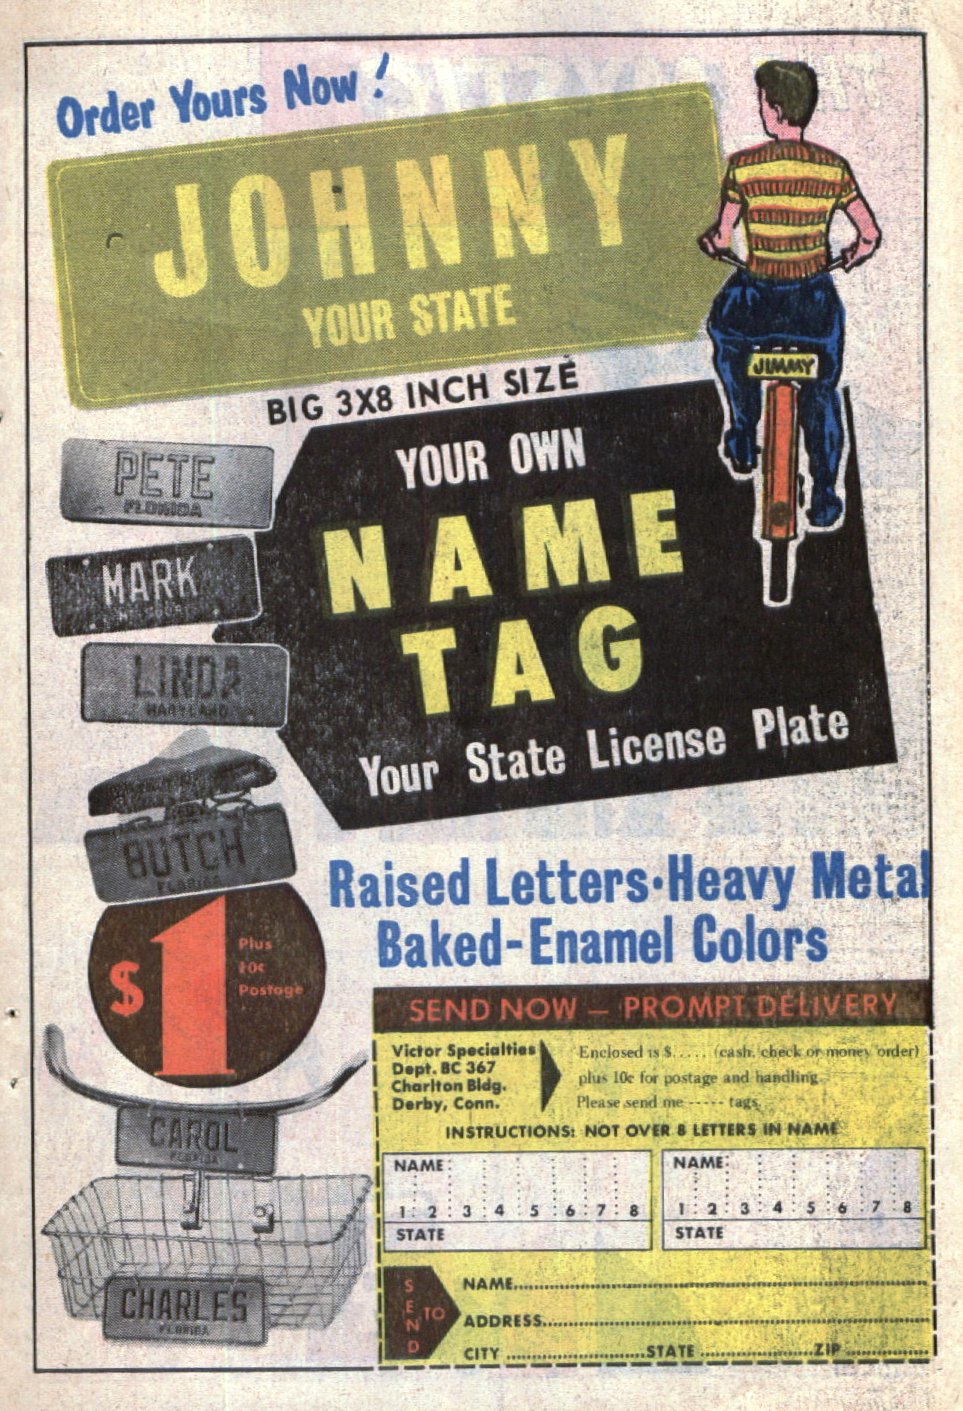 Order Yours Now!
JOHNNY
YOUR STATE
JIMMY
BIG 3X8 INCH SIZE
YOUR OWN
NAME
TAG
Your State License Plate
PETE
FLORIDA
MARK
LINDA
MARYLAND
BUTCH
FLORIDA
$1
Plus
10¢
Postage
Raised Letters·Heavy Metal
Baked-Enamel Colors
CAROL
FLORIDA
CHARLES
FLORIDA
SEND NOW — PROMPT DELIVERY
Victor Specialties
Dept. BC 367
Charlton Bldg.
Derby, Conn.
Enclosed is $..... (cash, check or money order)
plus 10c for postage and handling.
Please send me ----- tags.
INSTRUCTIONS: NOT OVER 8 LETTERS IN NAME
NAME
1 2 3 4 5 6 7 8
STATE
NAME
1 2 3 4 5 6 7 8
STATE
SEND TO
NAME
ADDRESS
CITY STATE ZIP